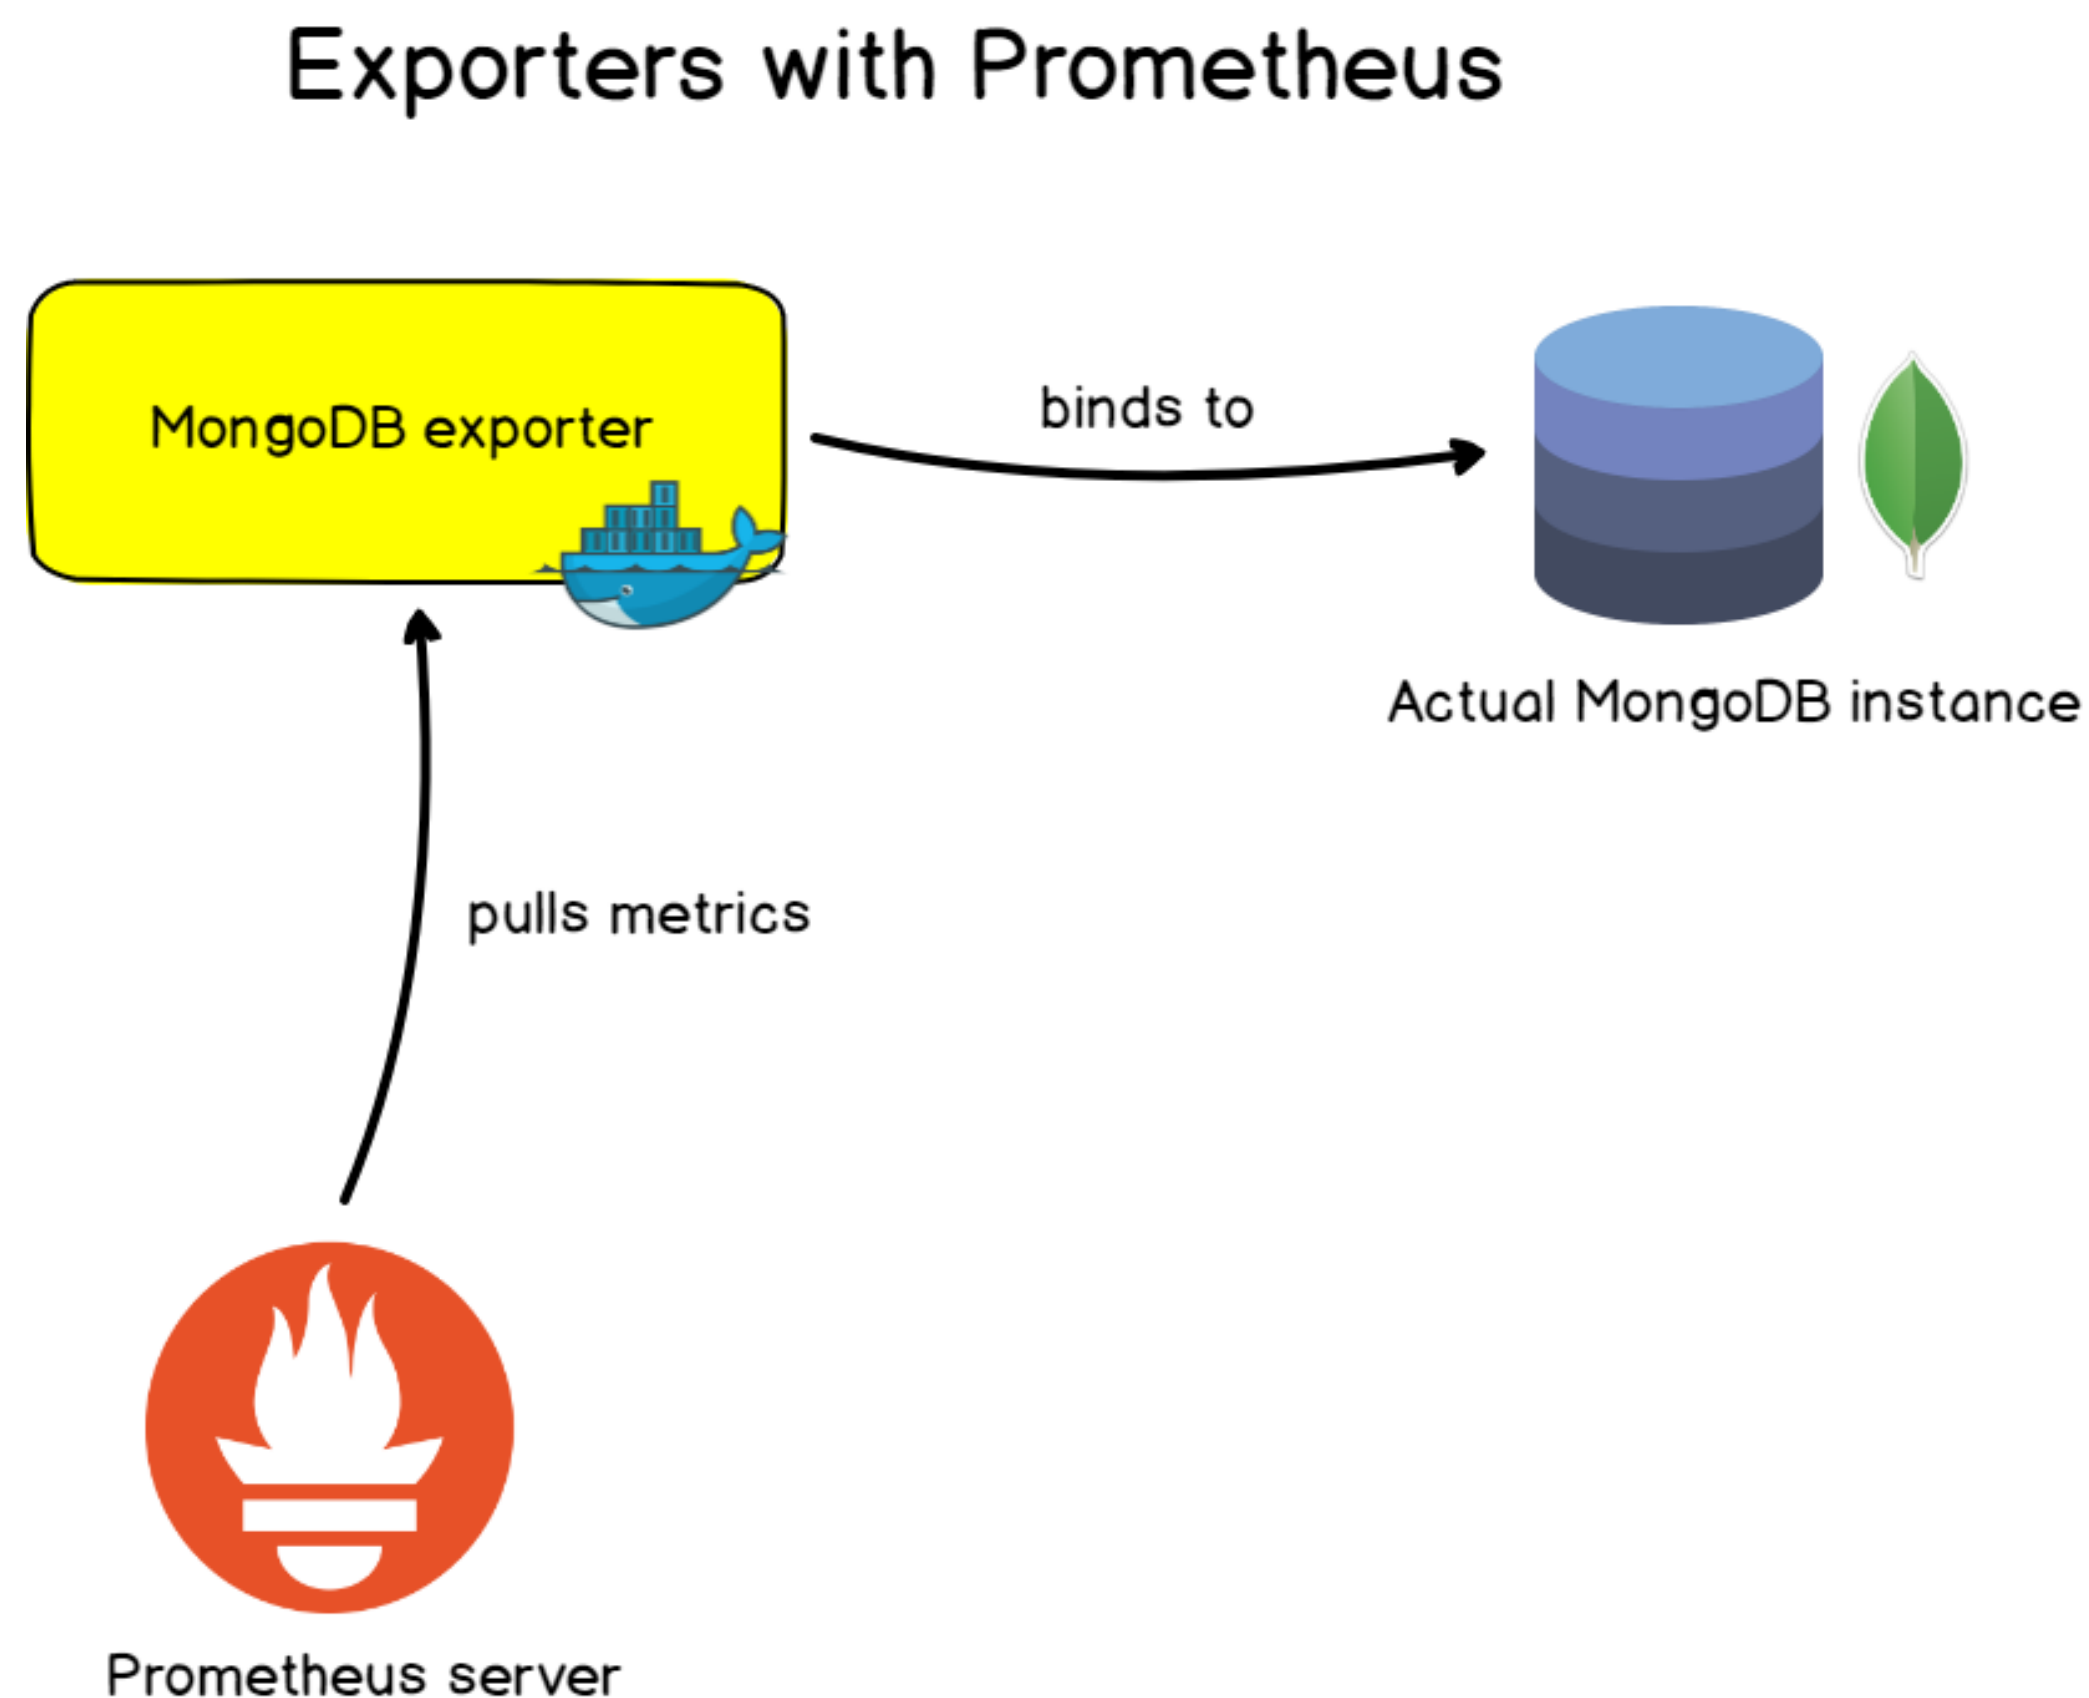 Exporters with Prometheus
MongoDB exporter
binds to
Actual MongoDB instance
pulls metrics
Prometheus server